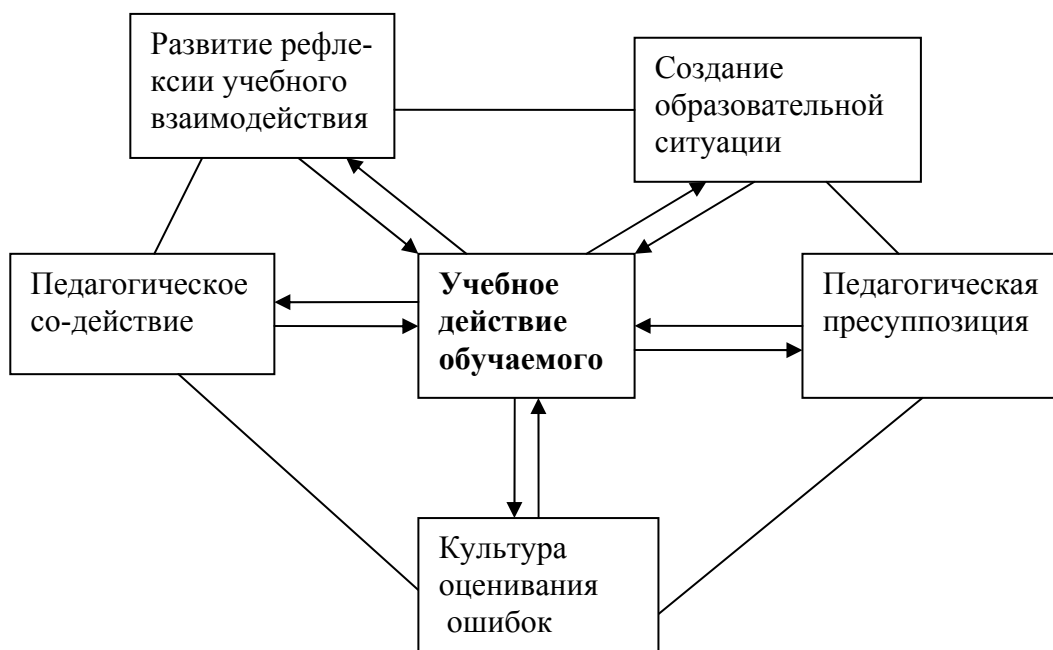 Развитие рефле-
ксии учебного
взаимодействия
Создание
образовательной
ситуации
Педагогическое
со-действие
Учебное
действие
обучаемого
Педагогическая
пресуппозиция
Культура
оценивания
ошибок